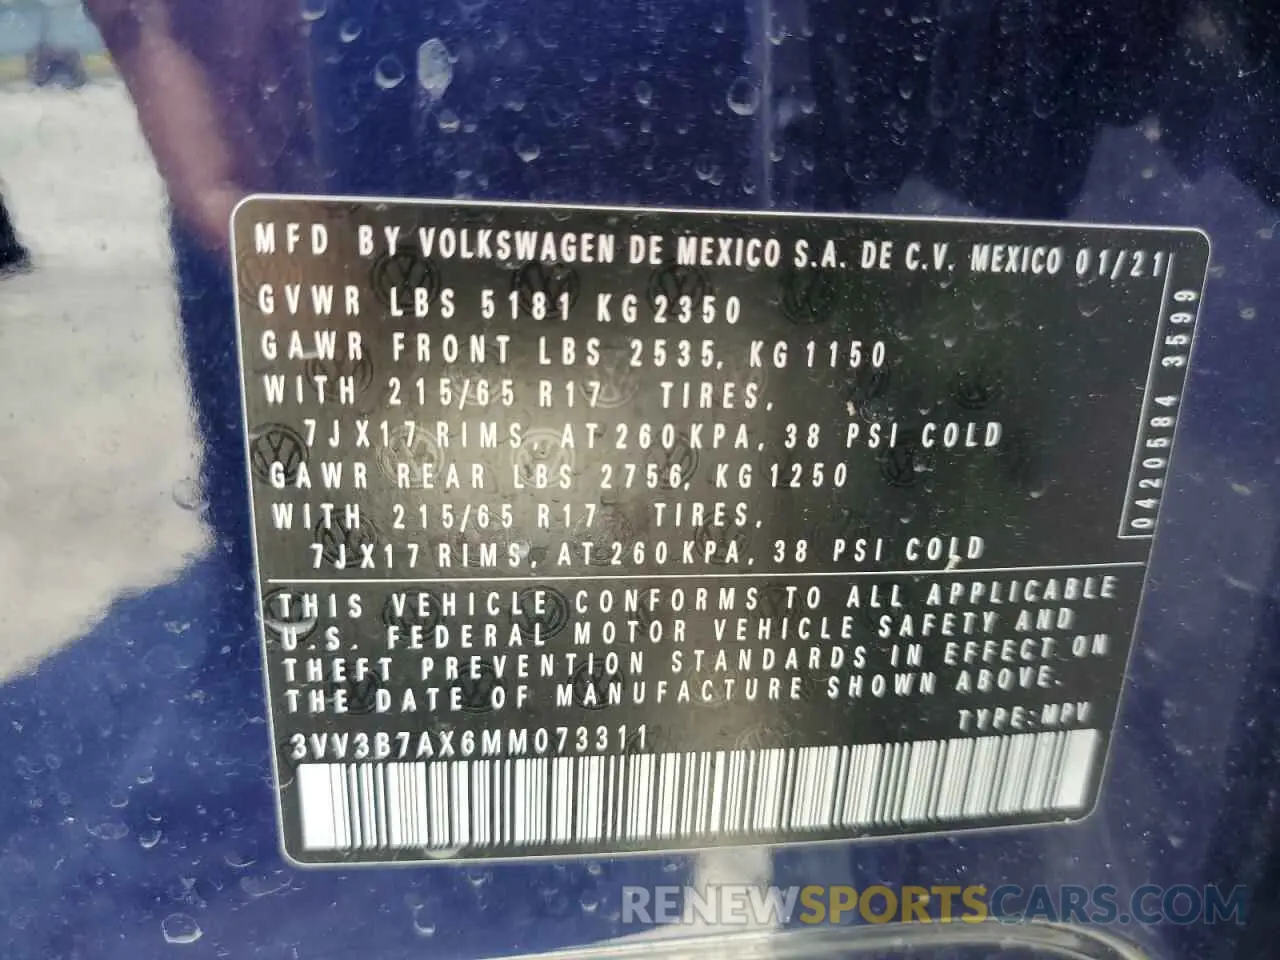 MFD BY VOLKSWAGEN DE MEXICO S.A. DE C.V. MEXICO 01/21
GVWR LBS 5181 KG 2350
GAWR FRONT LBS 2535, KG 1150
WITH 215/65 R17 TIRES,
7JX17 RIMS, AT 260 KPA, 38 PSI COLD
GAWR REAR LBS 2756, KG 1250
WITH 215/65 R17 TIRES,
7JX17 RIMS, AT 260 KPA, 38 PSI COLD
0420584 3599
THIS VEHICLE CONFORMS TO ALL APPLICABLE
U.S. FEDERAL MOTOR VEHICLE SAFETY AND
THEFT PREVENTION STANDARDS IN EFFECT ON
THE DATE OF MANUFACTURE SHOWN ABOVE.
TYPE: MPV
3VV3B7AX6MM073311
RENEWSPORTSCARS.COM